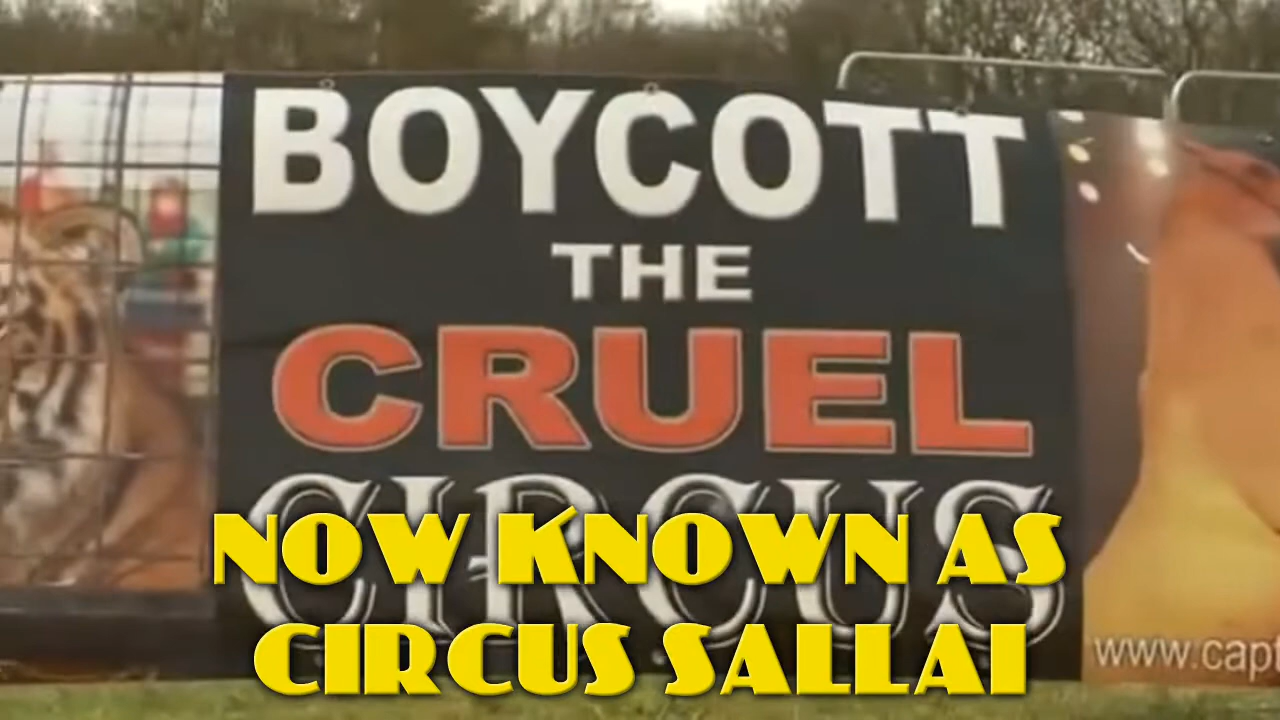 BOYCOTT
THE
CRUEL
CIRCUS
NOW KNOWN AS
CIRCUS SALLAI
www.capt